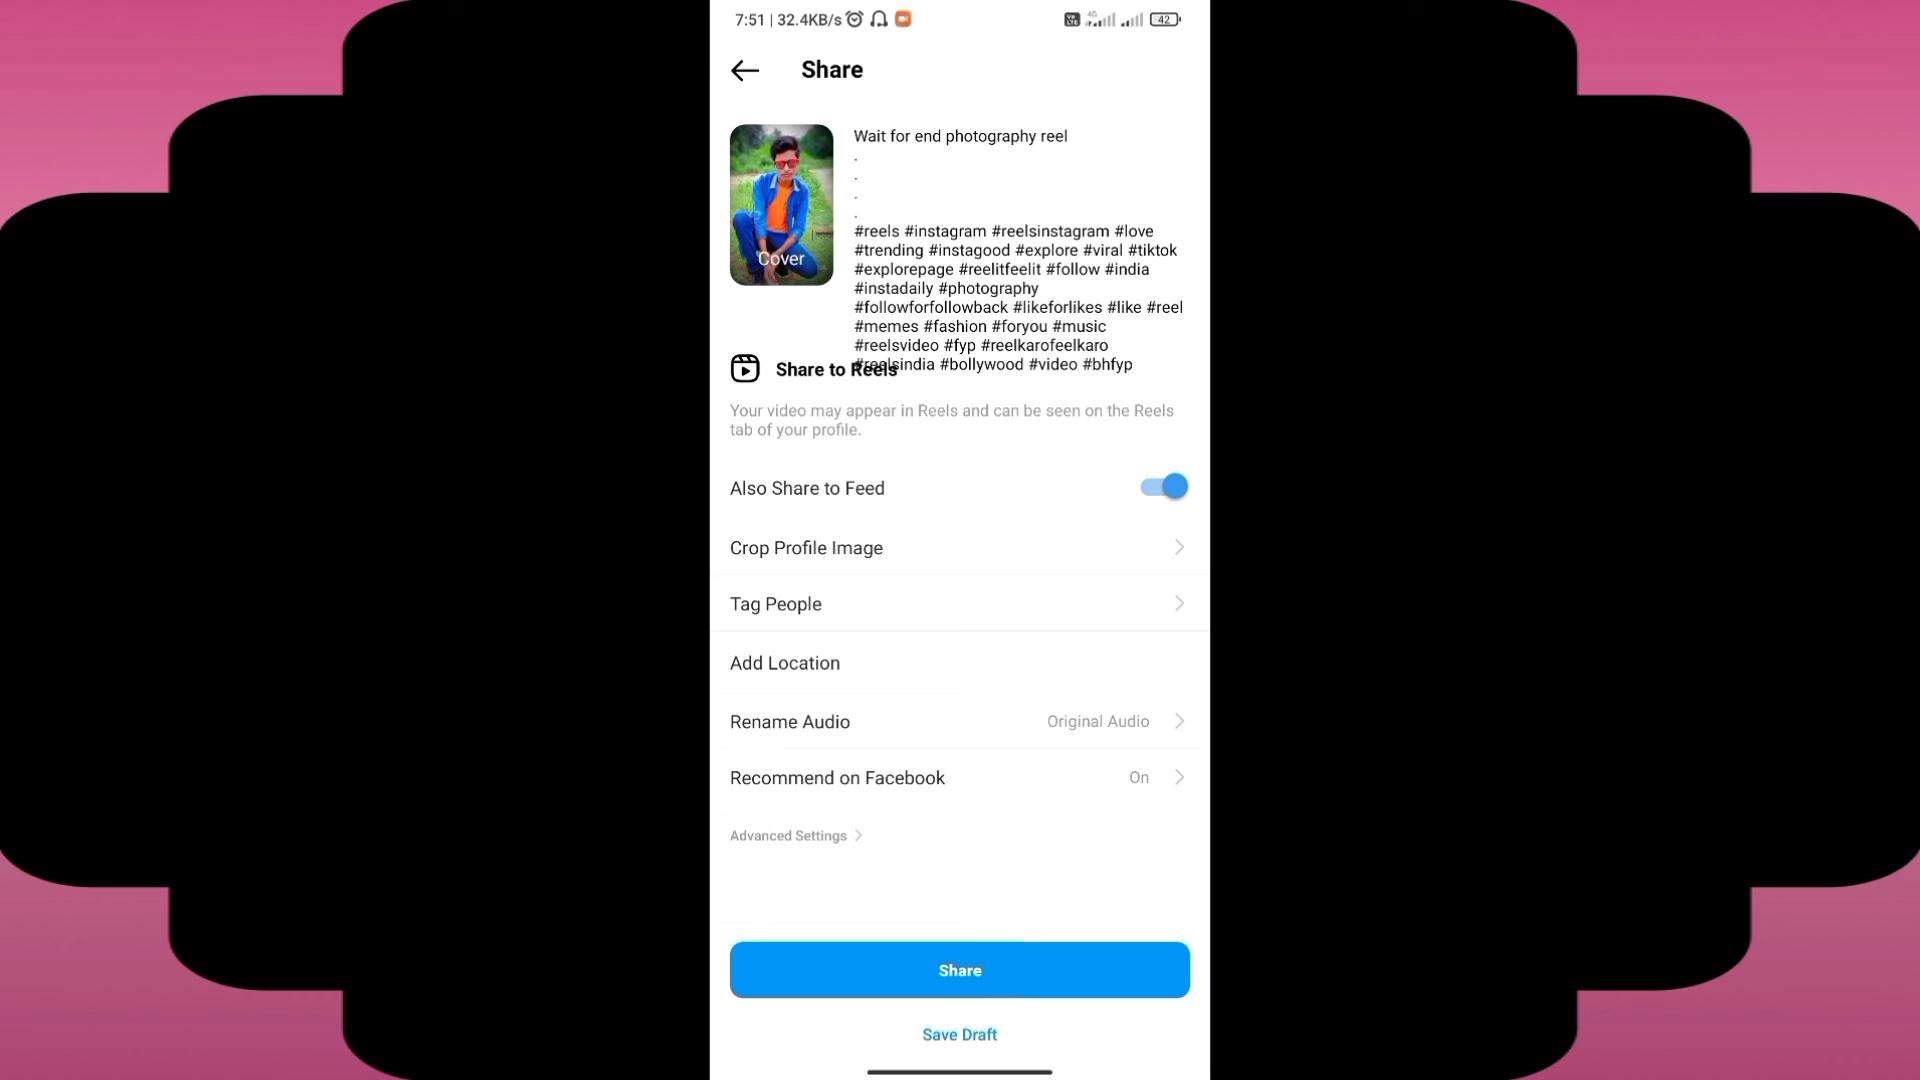 7:51 | 32.4KB/s
Vo LTE 4G 42
Share
Cover
Wait for end photography reel
.
.
.
.
#reels #instagram #reelsinstagram #love
#trending #instagood #explore #viral #tiktok
#explorepage #reelitfeelit #follow #india
#instadaily #photography
#followforfollowback #likeforlikes #like #reel
#memes #fashion #foryou #music
#reelsvideo #fyp #reelkarofeelkaro
#reelsindia #bollywood #video #bhfyp
Share to Reels
Your video may appear in Reels and can be seen on the Reels
tab of your profile.
Also Share to Feed
Crop Profile Image
Tag People
Add Location
Rename Audio Original Audio
Recommend on Facebook On
Advanced Settings
Share
Save Draft